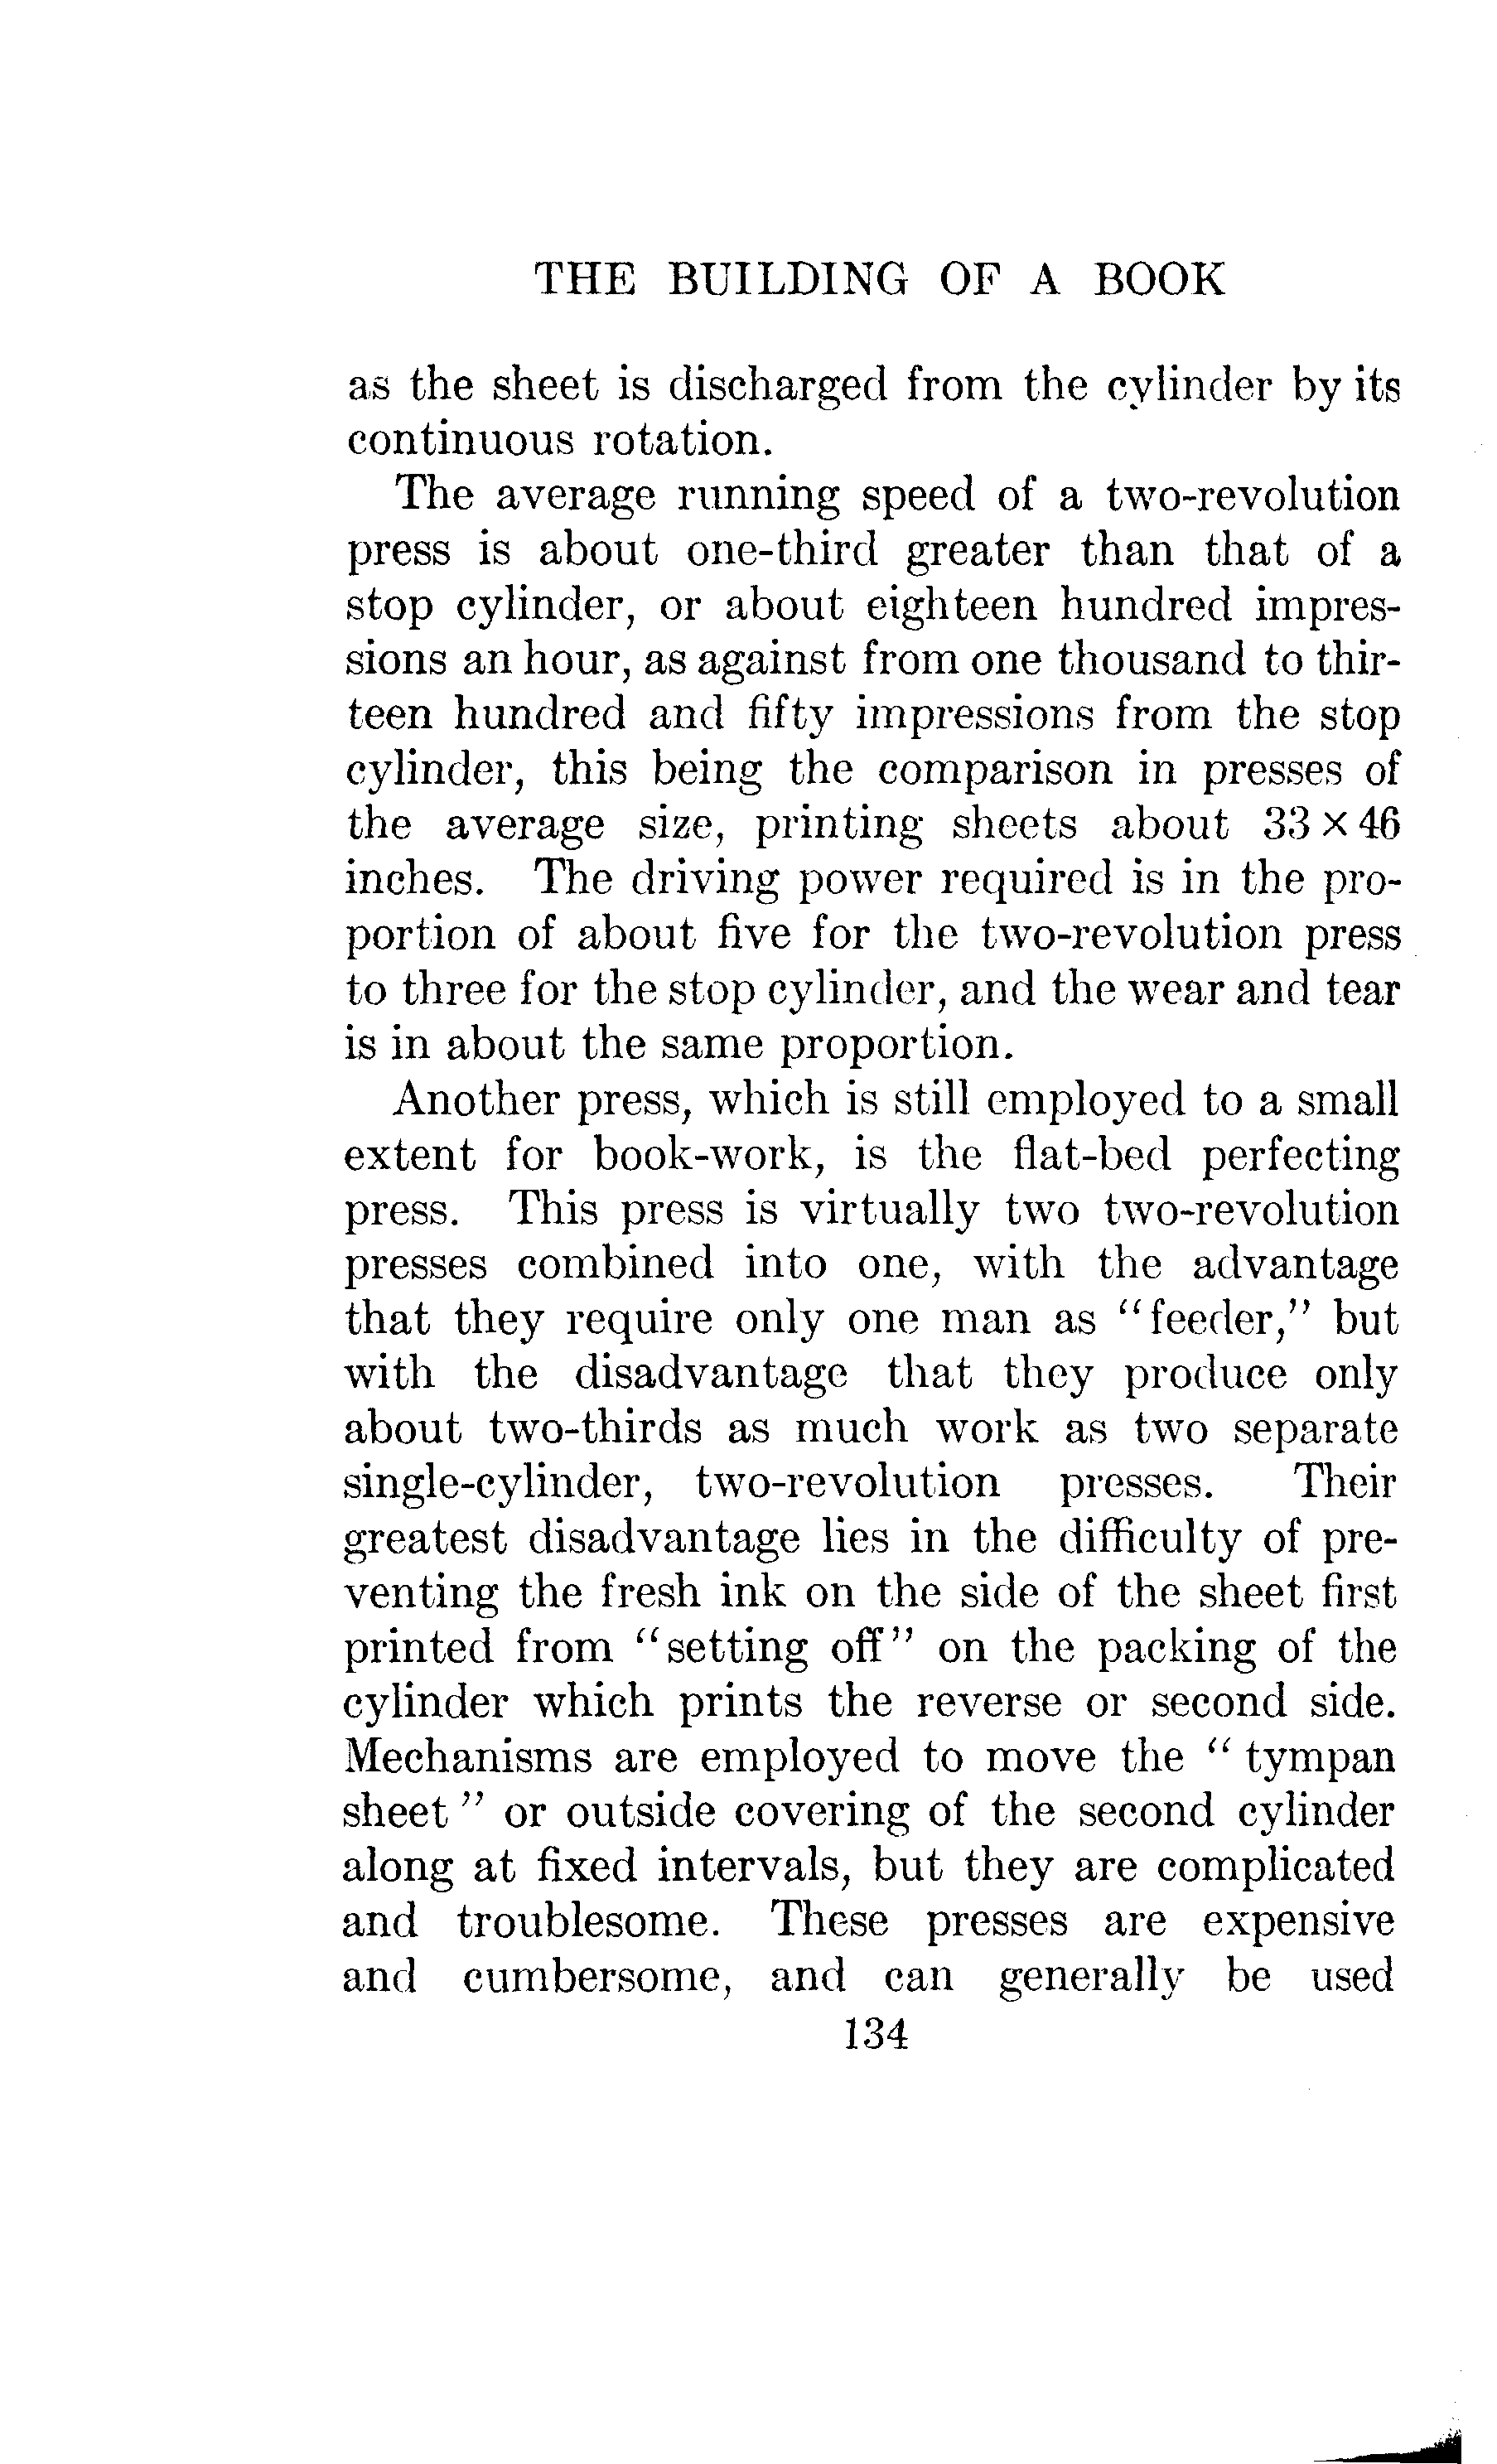 THE BUILDING OF A BOOK
as the sheet is discharged from the cylinder by its
continuous rotation.
The average running speed of a two-revolution
press is about one-third greater than that of a
stop cylinder, or about eighteen hundred impres-
sions an hour, as against from one thousand to thir-
teen hundred and fifty impressions from the stop
cylinder, this being the comparison in presses of
the average size, printing sheets about 33 × 46
inches. The driving power required is in the pro-
portion of about five for the two-revolution press
to three for the stop cylinder, and the wear and tear
is in about the same proportion.
Another press, which is still employed to a small
extent for book-work, is the flat-bed perfecting
press. This press is virtually two two-revolution
presses combined into one, with the advantage
that they require only one man as “feeder,” but
with the disadvantage that they produce only
about two-thirds as much work as two separate
single-cylinder, two-revolution presses. Their
greatest disadvantage lies in the difficulty of pre-
venting the fresh ink on the side of the sheet first
printed from “setting off” on the packing of the
cylinder which prints the reverse or second side.
Mechanisms are employed to move the “ tympan
sheet ” or outside covering of the second cylinder
along at fixed intervals, but they are complicated
and troublesome. These presses are expensive
and cumbersome, and can generally be used
134